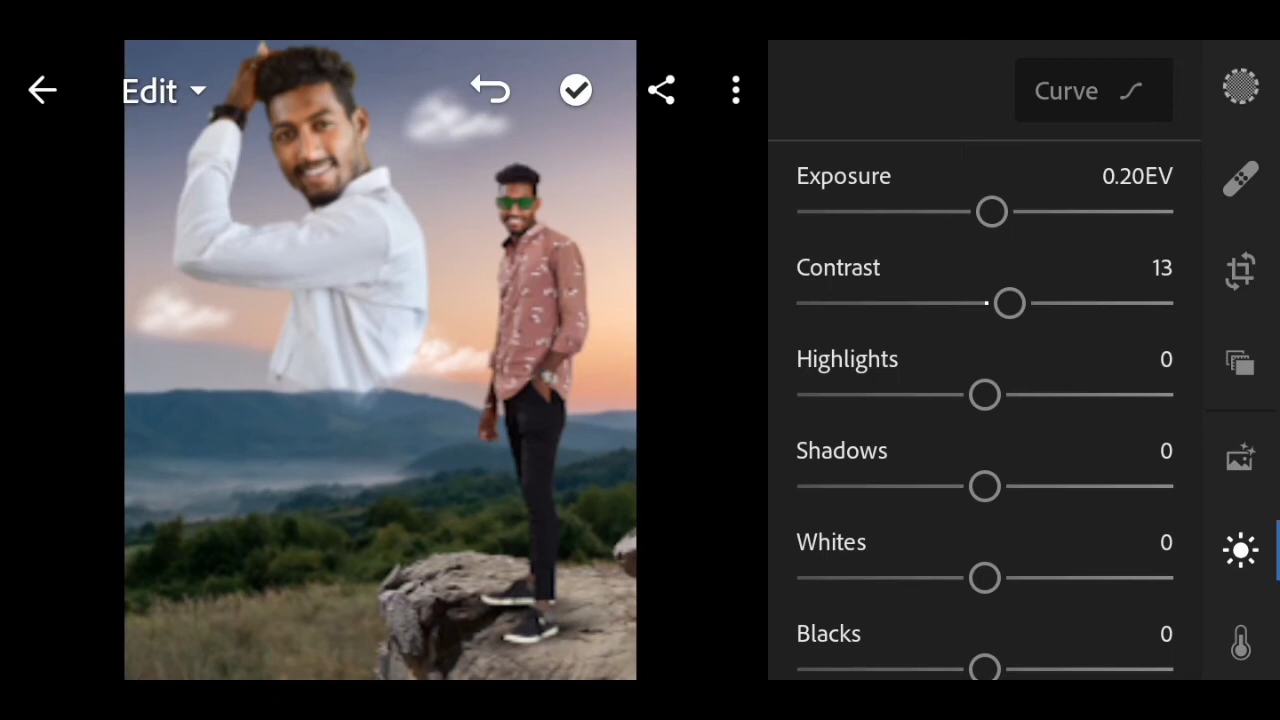 Edit
Curve
Exposure 0.20EV
Contrast 13
Highlights 0
Shadows 0
Whites 0
Blacks 0